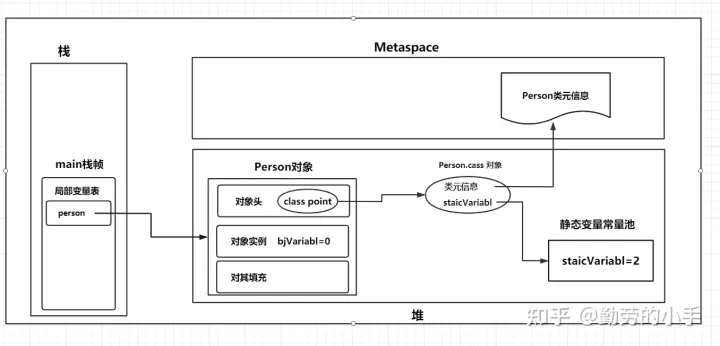 栈
Metaspace
Person类元信息
main栈帧
局部变量表
person
Person对象
对象头
class point
对象实例 bjVariabl=0
对其填充
Person.cass 对象
类元信息
staicVariabl
静态变量常量池
staicVariabl=2
堆
知乎 @勤劳的小手